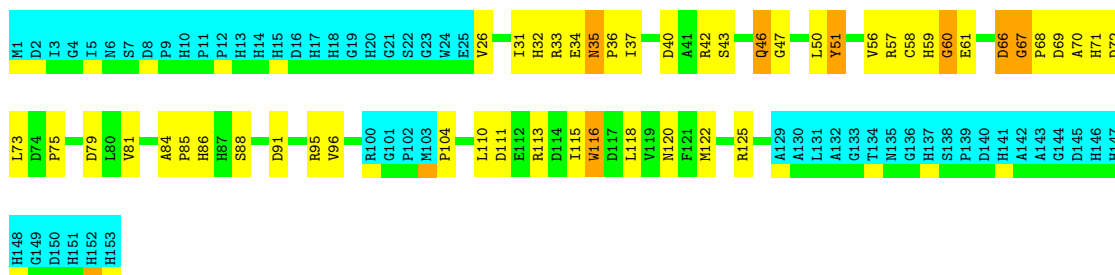 M1 D2 I3 G4 I5 N6 S7 D8 P9 H10 P11 P12 H13 H14 H15 D16 H17 H18 G19 H20 G21 S22 G23 W24 E25 V26 I31 H32 R33 E34 N35 P36 I37 D40 A41 R42 S43 Q46 G47 L50 Y51 V56 R57 C58 H59 G60 E61 D66 G67 P68 D69 A70 H71
L73 D74 P75 D79 L80 V81 A84 P85 H86 H87 S88 D91 R95 V96 R100 G101 P102 M103 P104 L110 D111 E112 R113 D114 I115 W116 D117 L118 V119 N120 F121 M122 R125 A129 A130 L131 A132 G133 T134 N135 G136 H137 S138 P139 D140 H141 A142 A143 G144 D145 H146 H147
H148 G149 D150 H151 H152 H153